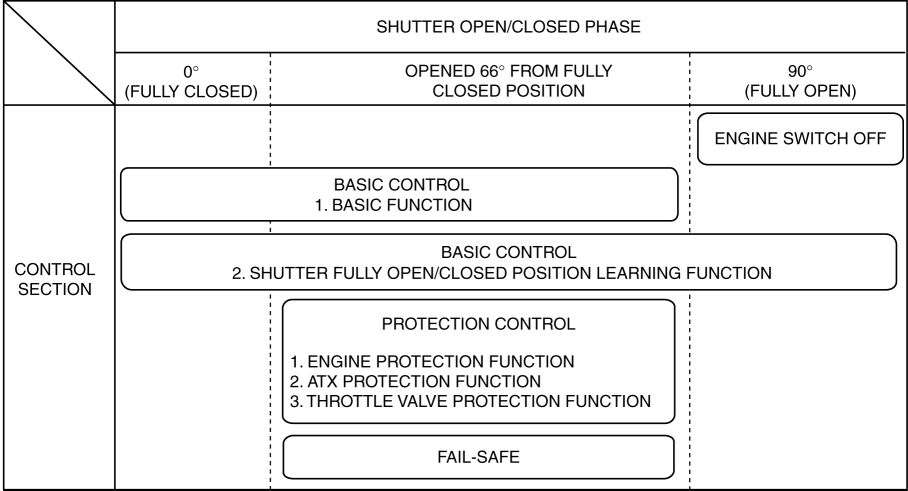 SHUTTER OPEN/CLOSED PHASE
0°
(FULLY CLOSED)
OPENED 66° FROM FULLY
CLOSED POSITION
90°
(FULLY OPEN)
CONTROL
SECTION
ENGINE SWITCH OFF
BASIC CONTROL
1. BASIC FUNCTION
BASIC CONTROL
2. SHUTTER FULLY OPEN/CLOSED POSITION LEARNING FUNCTION
PROTECTION CONTROL
1. ENGINE PROTECTION FUNCTION
2. ATX PROTECTION FUNCTION
3. THROTTLE VALVE PROTECTION FUNCTION
FAIL-SAFE